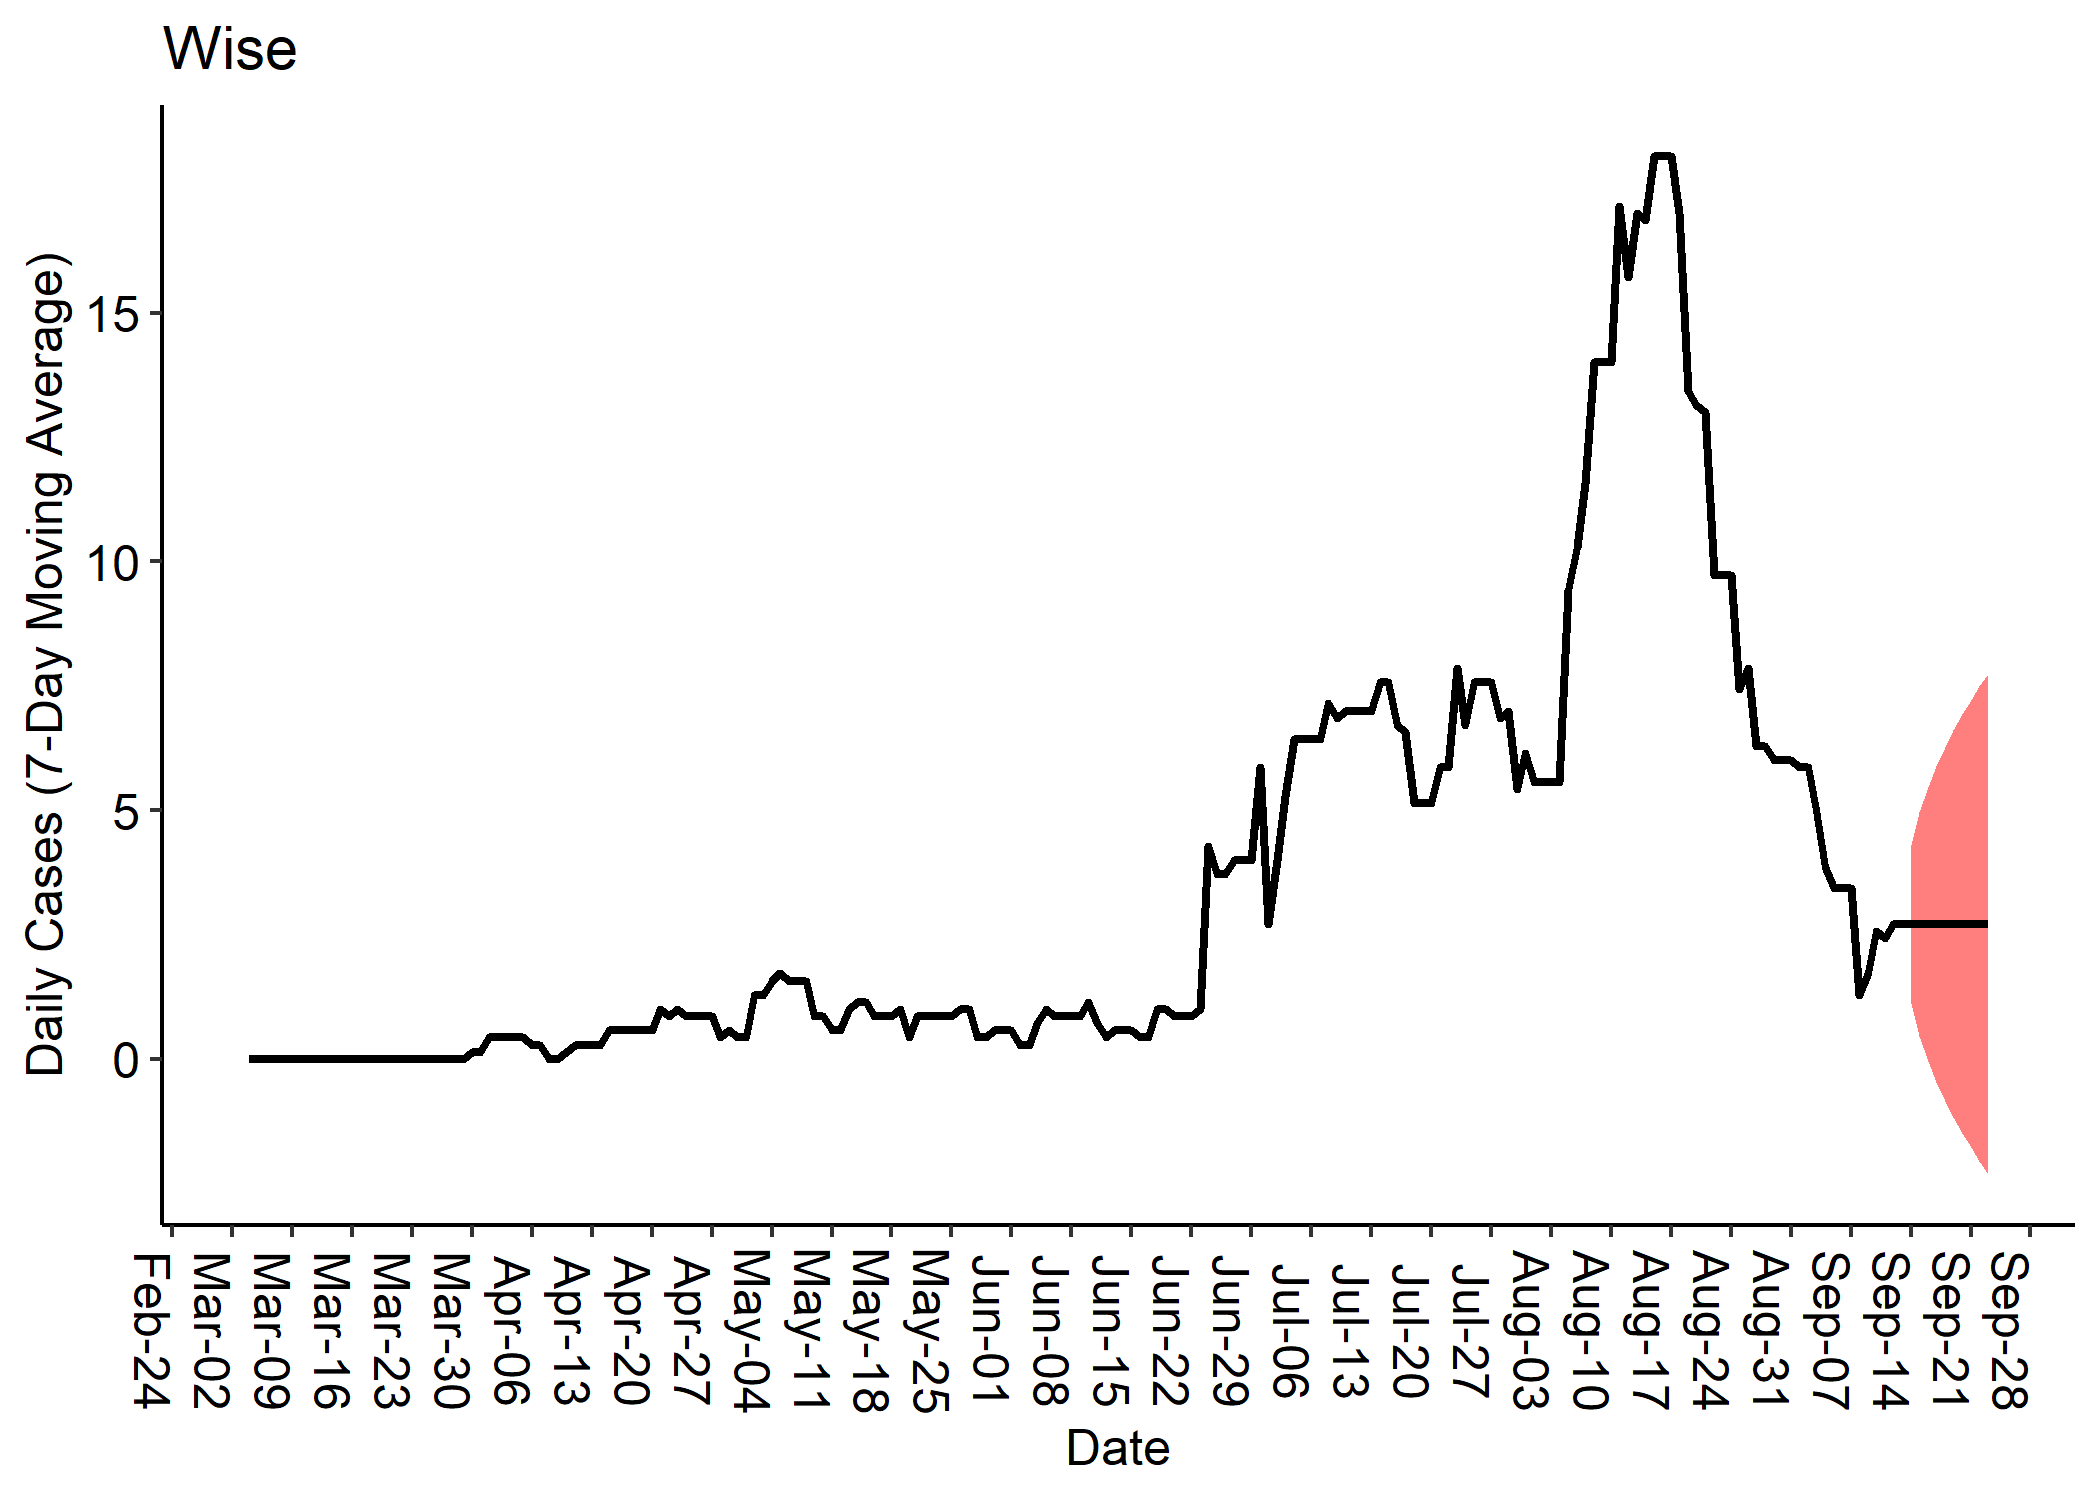 Wise
Daily Cases (7-Day Moving Average)
15
10
5
0
Feb-24
Mar-02
Mar-09
Mar-16
Mar-23
Mar-30
Apr-06
Apr-13
Apr-20
Apr-27
May-04
May-11
May-18
May-25
Jun-01
Jun-08
Jun-15
Jun-22
Jun-29
Jul-06
Jul-13
Jul-20
Jul-27
Aug-03
Aug-10
Aug-17
Aug-24
Aug-31
Sep-07
Sep-14
Sep-21
Sep-28
Date